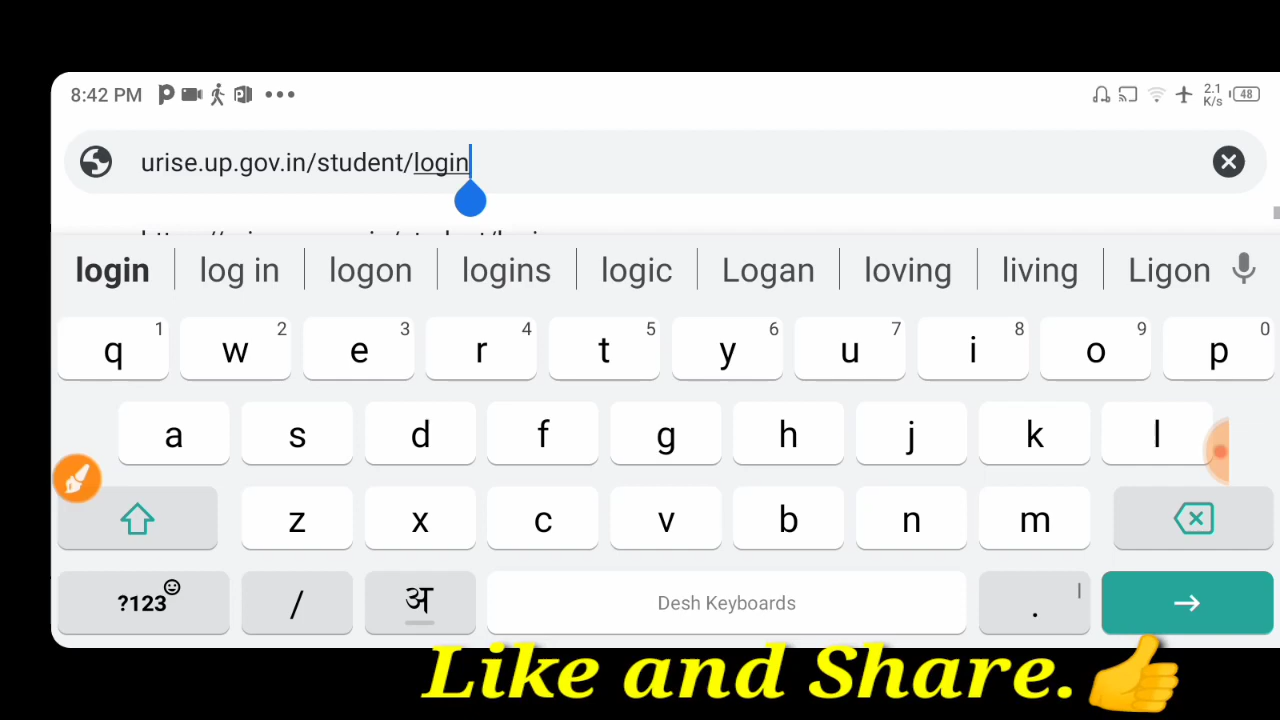 8:42 PM 2.1 K/s 48
urise.up.gov.in/student/login
login log in logon logins logic Logan loving living Ligon
q 1 w 2 e 3 r 4 t 5 y 6 u 7 i 8 o 9 p 0
a s d f g h j k l
z x c v b n m
?123 / अ Desh Keyboards . |
Like and Share.👍